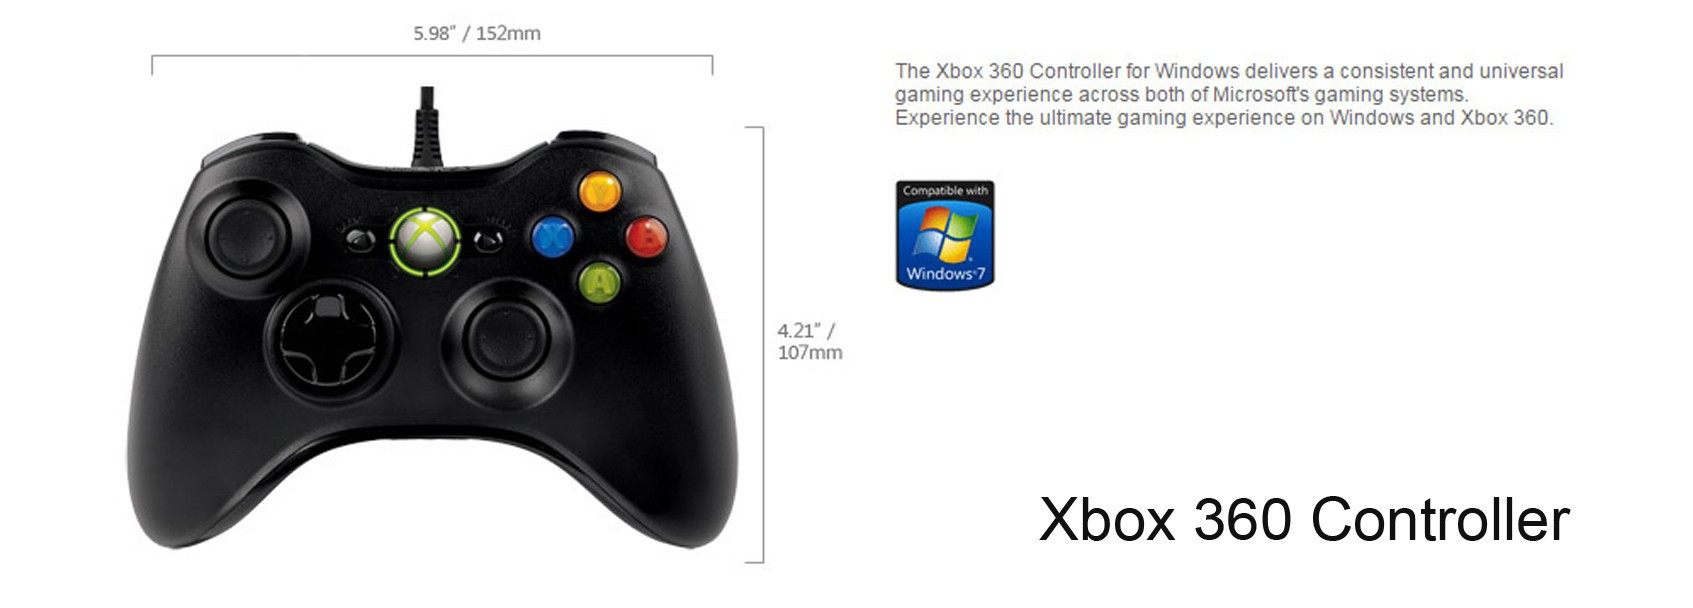 5.98" / 152mm
The Xbox 360 Controller for Windows delivers a consistent and universal
gaming experience across both of Microsoft's gaming systems.
Experience the ultimate gaming experience on Windows and Xbox 360.
Compatible with
Windows®7
Y
X
A
A
4.21" /
107mm
Xbox 360 Controller